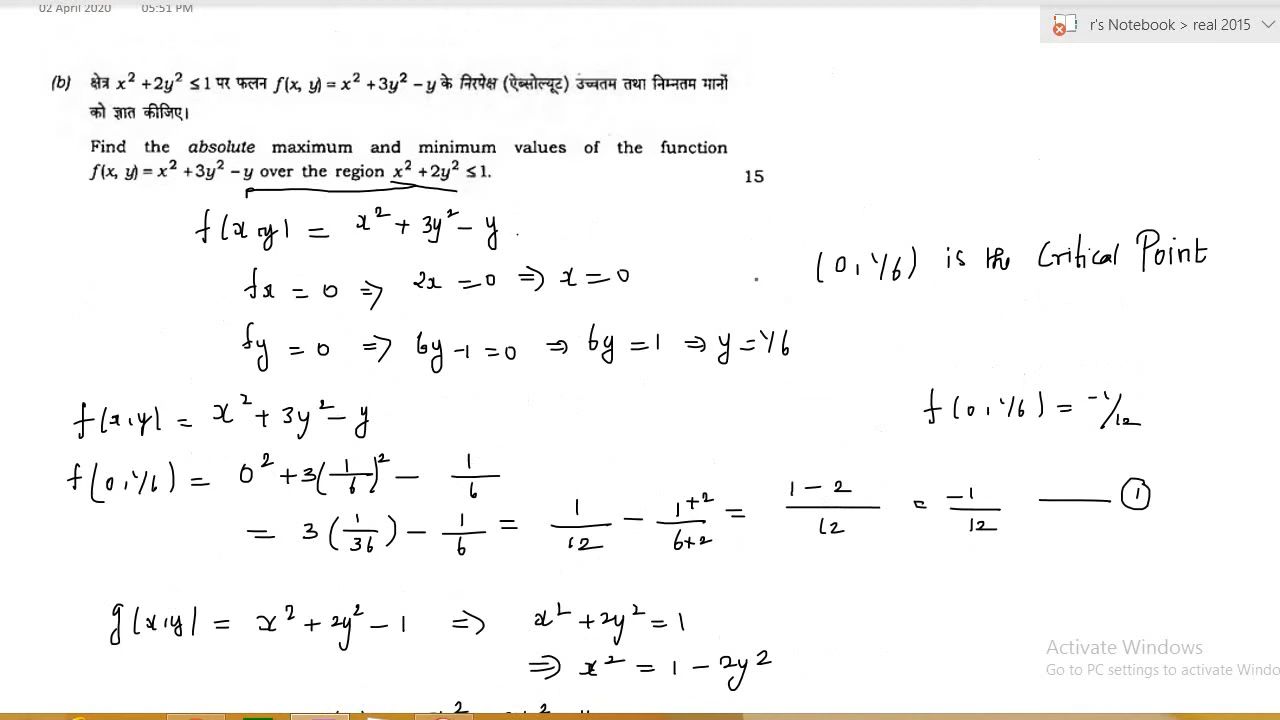 02 April 2020 05:51 PM
r's Notebook > real 2015
(b) क्षेत्र x² + 2y² ≤ 1 पर फलन f(x, y) = x² + 3y² − y के निरपेक्ष (ऐब्सोल्यूट) उच्चतम तथा निम्नतम मानों
को ज्ञात कीजिए।
Find the absolute maximum and minimum values of the function
f(x, y) = x² + 3y² − y over the region x² + 2y² ≤ 1.
15
f(x,y) = x² + 3y² − y .
(0, 1/6) is the Critical Point
fx = 0 ⇒ 2x = 0 ⇒ x = 0
fy = 0 ⇒ 6y − 1 = 0 ⇒ 6y = 1 ⇒ y = 1/6
f(x,y) = x² + 3y² − y
f(0, 1/6) = −1/12
f(0, 1/6) = 0² + 3(1/6)² − 1/6
= 3(1/36) − 1/6 = 1/12 − 1×2/6×2 = 1 − 2/12 = −1/12 —— ①
g(x,y) = x² + 2y² − 1 ⇒ x² + 2y² = 1
⇒ x² = 1 − 2y²
Activate Windows
Go to PC settings to activate Windo